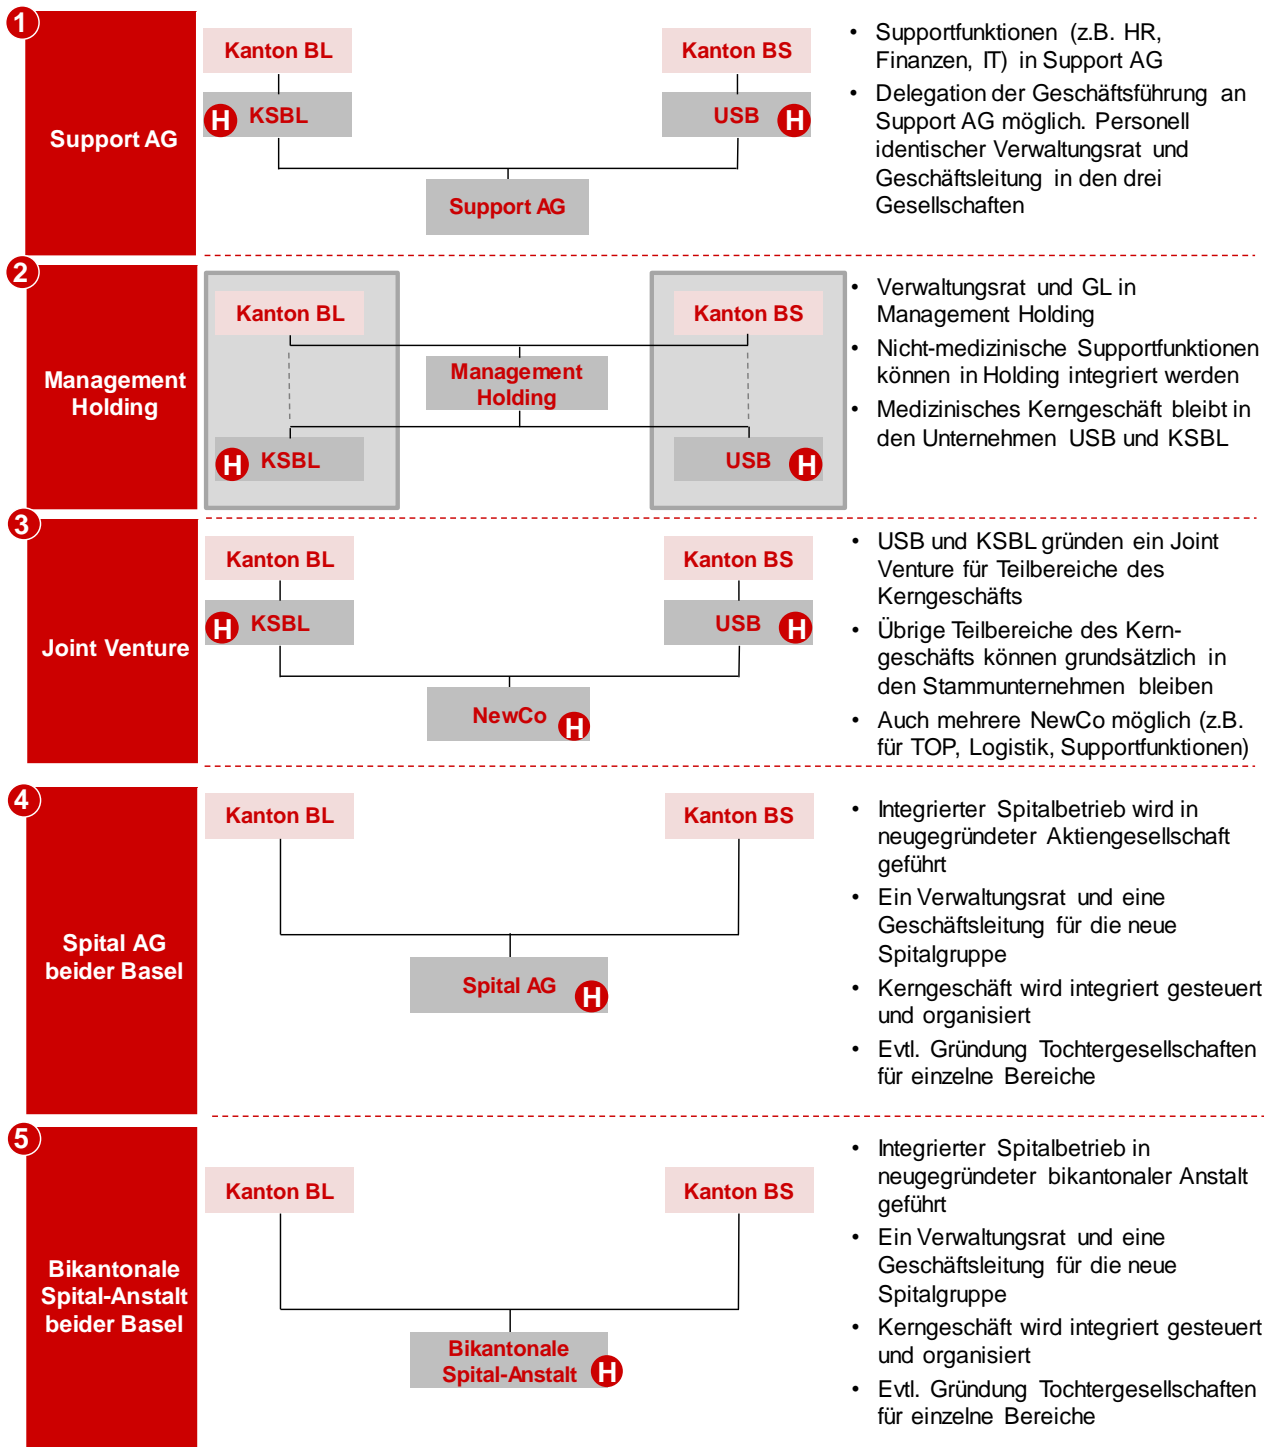 1
Support AG
Kanton BL
Kanton BS
H KSBL
USB H
Support AG
• Supportfunktionen (z.B. HR,
Finanzen, IT) in Support AG
• Delegation der Geschäftsführung an
Support AG möglich. Personell
identischer Verwaltungsrat und
Geschäftsleitung in den drei
Gesellschaften
2
Management
Holding
Kanton BL
Kanton BS
Management
Holding
H KSBL
USB H
• Verwaltungsrat und GL in
Management Holding
• Nicht-medizinische Supportfunktionen
können in Holding integriert werden
• Medizinisches Kerngeschäft bleibt in
den Unternehmen USB und KSBL
3
Joint Venture
Kanton BL
Kanton BS
H KSBL
USB H
NewCo H
• USB und KSBL gründen ein Joint
Venture für Teilbereiche des
Kerngeschäfts
• Übrige Teilbereiche des Kern-
geschäfts können grundsätzlich in
den Stammunternehmen bleiben
• Auch mehrere NewCo möglich (z.B.
für TOP, Logistik, Supportfunktionen)
4
Spital AG
beider Basel
Kanton BL
Kanton BS
Spital AG H
• Integrierter Spitalbetrieb wird in
neugegründeter Aktiengesellschaft
geführt
• Ein Verwaltungsrat und eine
Geschäftsleitung für die neue
Spitalgruppe
• Kerngeschäft wird integriert gesteuert
und organisiert
• Evtl. Gründung Tochtergesellschaften
für einzelne Bereiche
5
Bikantonale
Spital-Anstalt
beider Basel
Kanton BL
Kanton BS
Bikantonale
Spital-Anstalt H
• Integrierter Spitalbetrieb in
neugegründeter bikantonaler Anstalt
geführt
• Ein Verwaltungsrat und eine
Geschäftsleitung für die neue
Spitalgruppe
• Kerngeschäft wird integriert gesteuert
und organisiert
• Evtl. Gründung Tochtergesellschaften
für einzelne Bereiche